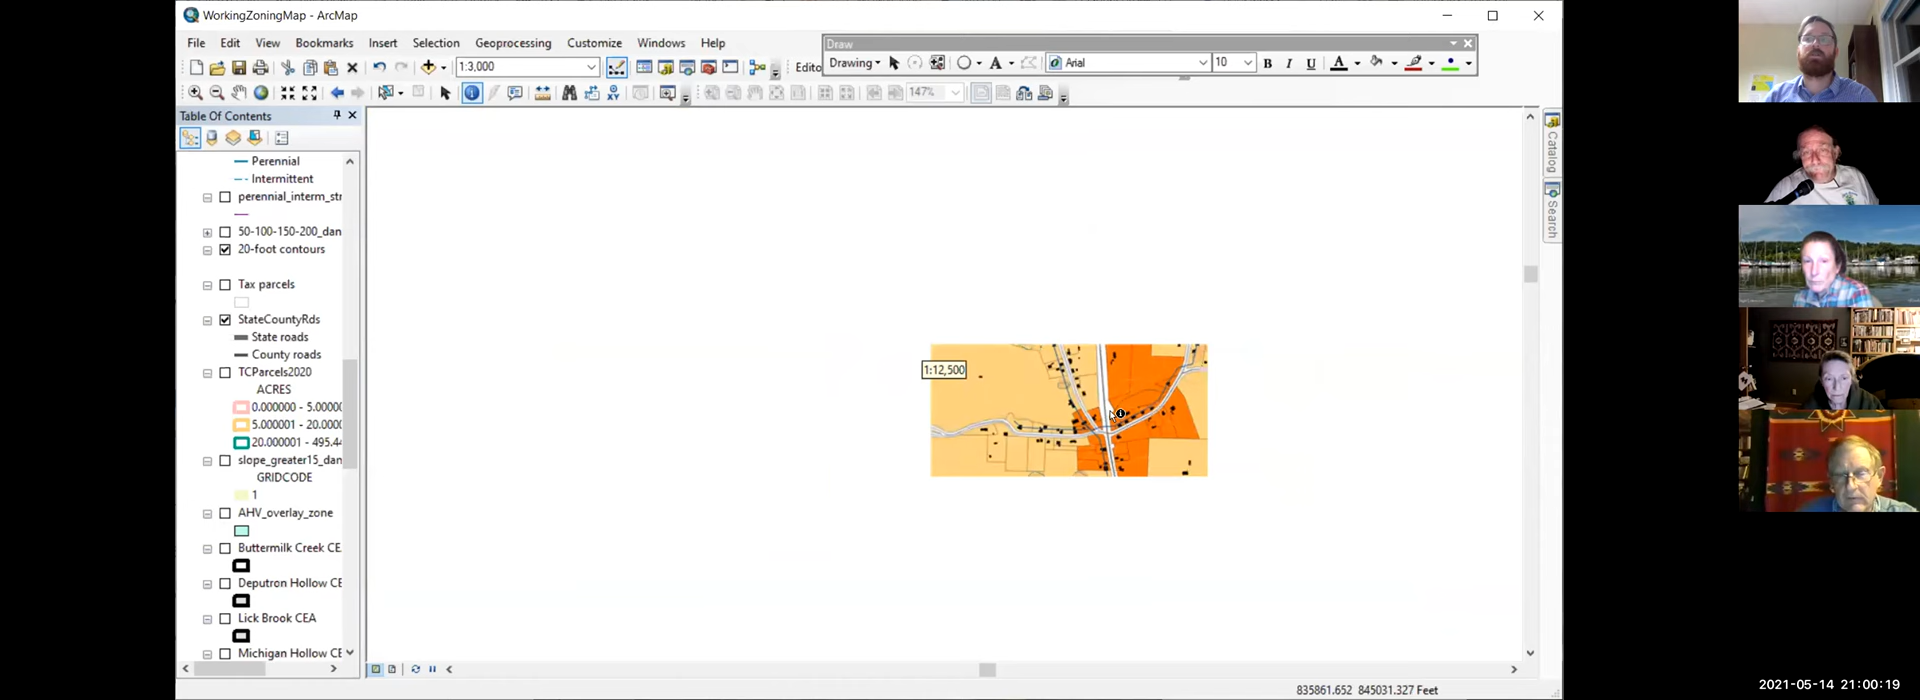 WorkingZoningMap - ArcMap
File Edit View Bookmarks Insert Selection Geoprocessing Customize Windows Help
Draw
1:3,000
Edito
Drawing
A
Arial
10
B I U A
147%
Table Of Contents
Perennial
Intermittent
perennial_interm_str
50-100-150-200_dan
20-foot contours
Tax parcels
StateCountyRds
State roads
County roads
TCParcels2020
ACRES
0.000000 - 5.0000
5.000001 - 20.000
20.000001 - 495.44
slope_greater15_dan
GRIDCODE
1
AHV_overlay_zone
Buttermilk Creek CE
Deputron Hollow CE
Lick Brook CEA
Michigan Hollow CE
1:12,500
Catalog
Search
835861.652 845031.327 Feet
2021-05-14 21:00:19